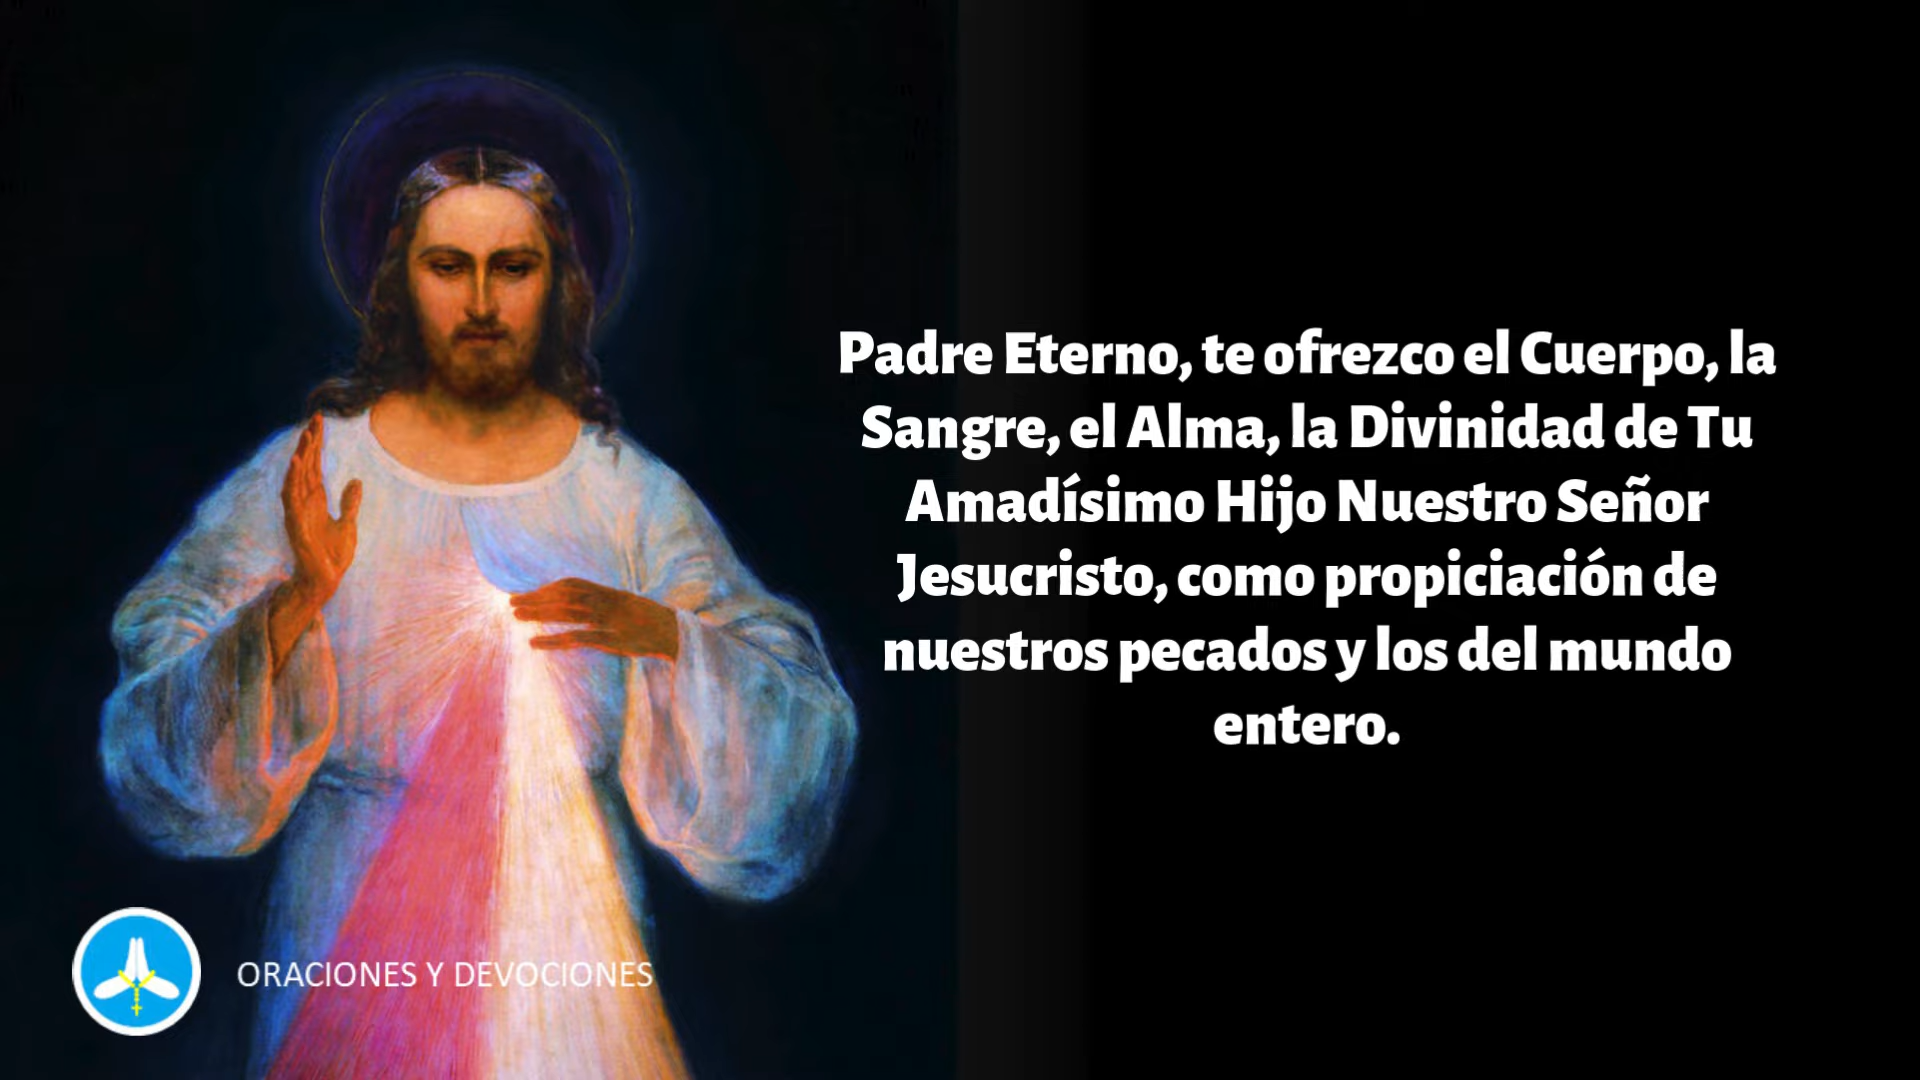 Padre Eterno, te ofrezco el Cuerpo, la
Sangre, el Alma, la Divinidad de Tu
Amadísimo Hijo Nuestro Señor
Jesucristo, como propiciación de
nuestros pecados y los del mundo
entero.
ORACIONES Y DEVOCIONES